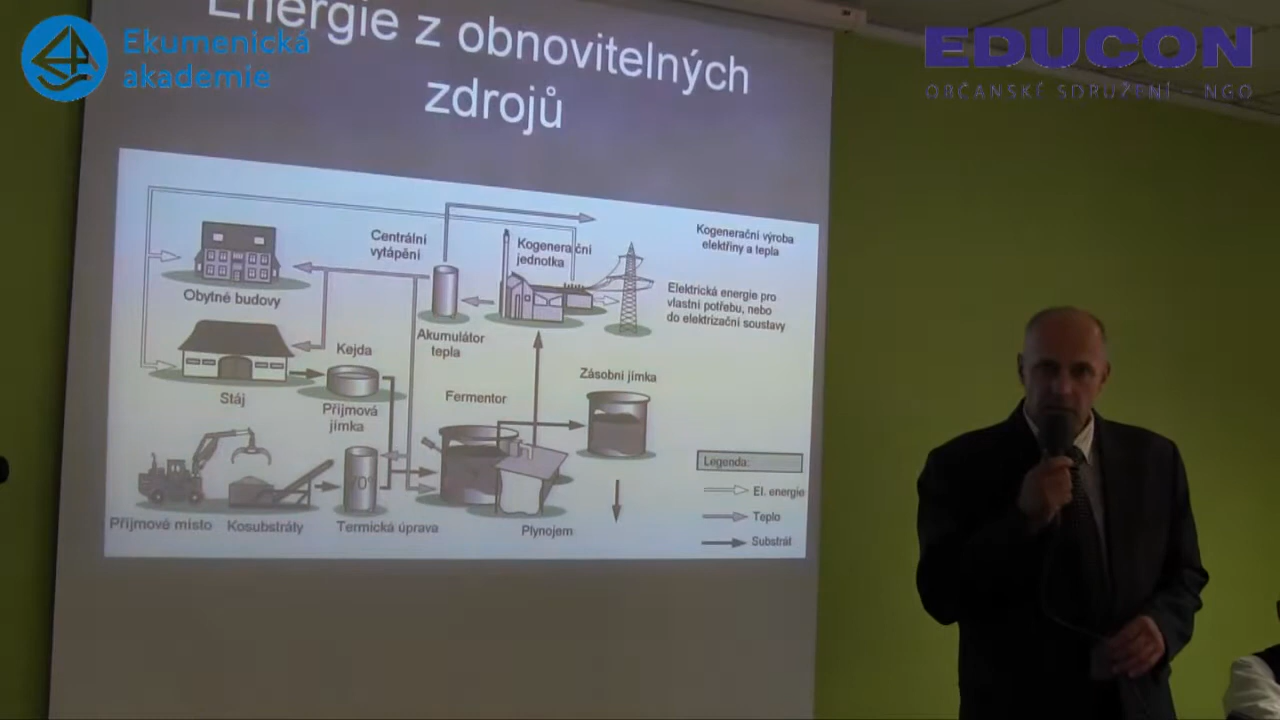 Ekumenická
akademie
EDUCON
OBČANSKÉ SDRUŽENÍ - NGO
Energie z obnovitelných
zdrojů
Centrální
vytápění
Kogenerační
jednotka
Kogenerační výroba
elektřiny a tepla
Obytné budovy
Elektrická energie pro
vlastní potřebu, nebo
do elektrizační soustavy
Akumulátor
tepla
Kejda
Stáj
Příjmová
jímka
Fermentor
Zásobní jímka
70°
Příjmové místo
Kosubstráty
Termická úprava
Plynojem
Legenda:
El. energie
Teplo
Substrát